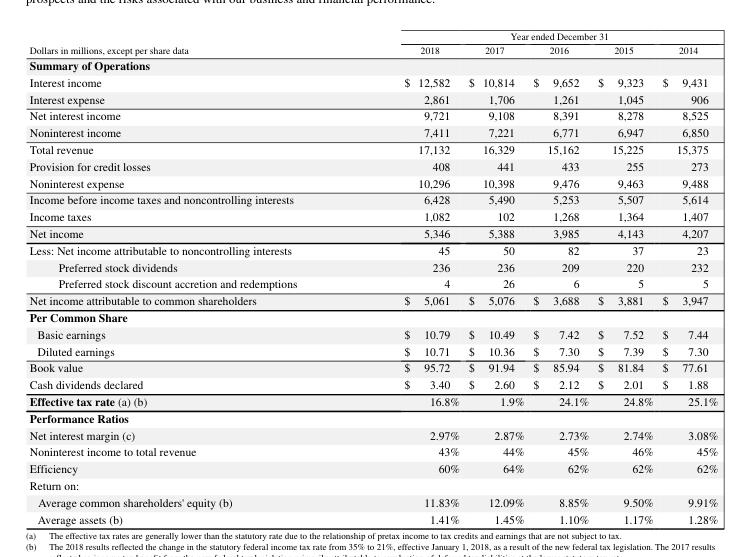 prospects and the risks associated with our business and financial performance.
Year ended December 31
Dollars in millions, except per share data 2018 2017 2016 2015 2014
Summary of Operations
Interest income $ 12,582 $ 10,814 $ 9,652 $ 9,323 $ 9,431
Interest expense 2,861 1,706 1,261 1,045 906
Net interest income 9,721 9,108 8,391 8,278 8,525
Noninterest income 7,411 7,221 6,771 6,947 6,850
Total revenue 17,132 16,329 15,162 15,225 15,375
Provision for credit losses 408 441 433 255 273
Noninterest expense 10,296 10,398 9,476 9,463 9,488
Income before income taxes and noncontrolling interests 6,428 5,490 5,253 5,507 5,614
Income taxes 1,082 102 1,268 1,364 1,407
Net income 5,346 5,388 3,985 4,143 4,207
Less: Net income attributable to noncontrolling interests 45 50 82 37 23
Preferred stock dividends 236 236 209 220 232
Preferred stock discount accretion and redemptions 4 26 6 5 5
Net income attributable to common shareholders $ 5,061 $ 5,076 $ 3,688 $ 3,881 $ 3,947
Per Common Share
Basic earnings $ 10.79 $ 10.49 $ 7.42 $ 7.52 $ 7.44
Diluted earnings $ 10.71 $ 10.36 $ 7.30 $ 7.39 $ 7.30
Book value $ 95.72 $ 91.94 $ 85.94 $ 81.84 $ 77.61
Cash dividends declared $ 3.40 $ 2.60 $ 2.12 $ 2.01 $ 1.88
Effective tax rate (a) (b) 16.8% 1.9% 24.1% 24.8% 25.1%
Performance Ratios
Net interest margin (c) 2.97% 2.87% 2.73% 2.74% 3.08%
Noninterest income to total revenue 43% 44% 45% 46% 45%
Efficiency 60% 64% 62% 62% 62%
Return on:
Average common shareholders' equity (b) 11.83% 12.09% 8.85% 9.50% 9.91%
Average assets (b) 1.41% 1.45% 1.10% 1.17% 1.28%
(a) The effective tax rates are generally lower than the statutory rate due to the relationship of pretax income to tax credits and earnings that are not subject to tax.
(b) The 2018 results reflected the change in the statutory federal income tax rate from 35% to 21%, effective January 1, 2018, as a result of the new federal tax legislation. The 2017 results